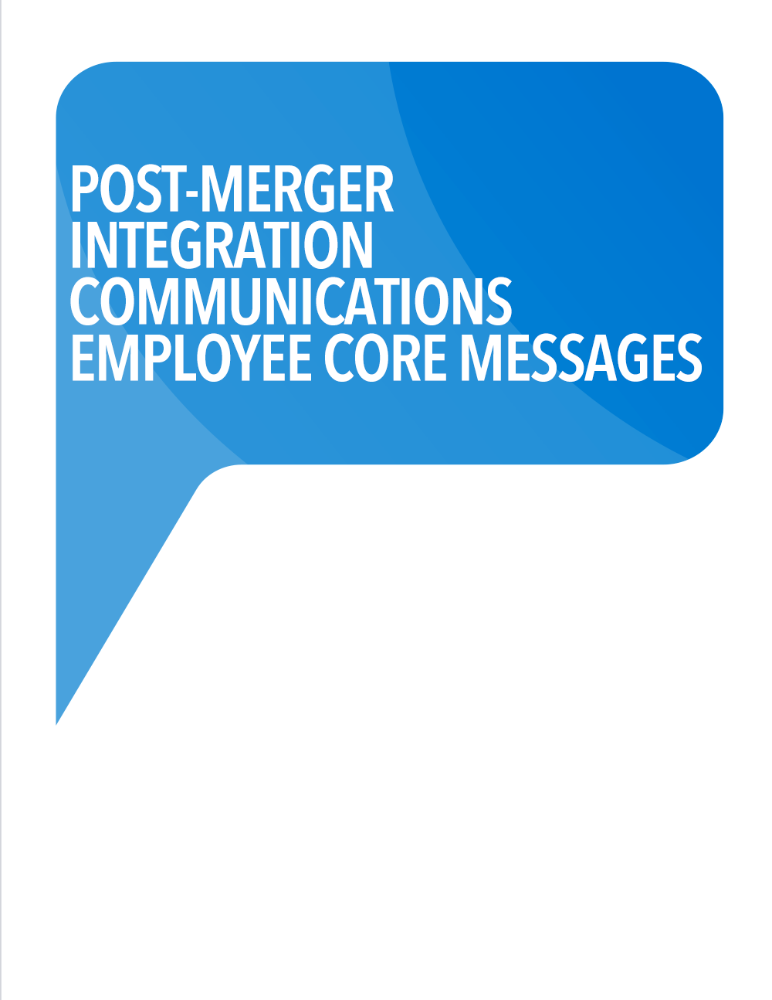 POST-MERGER
INTEGRATION
COMMUNICATIONS
EMPLOYEE CORE MESSAGES